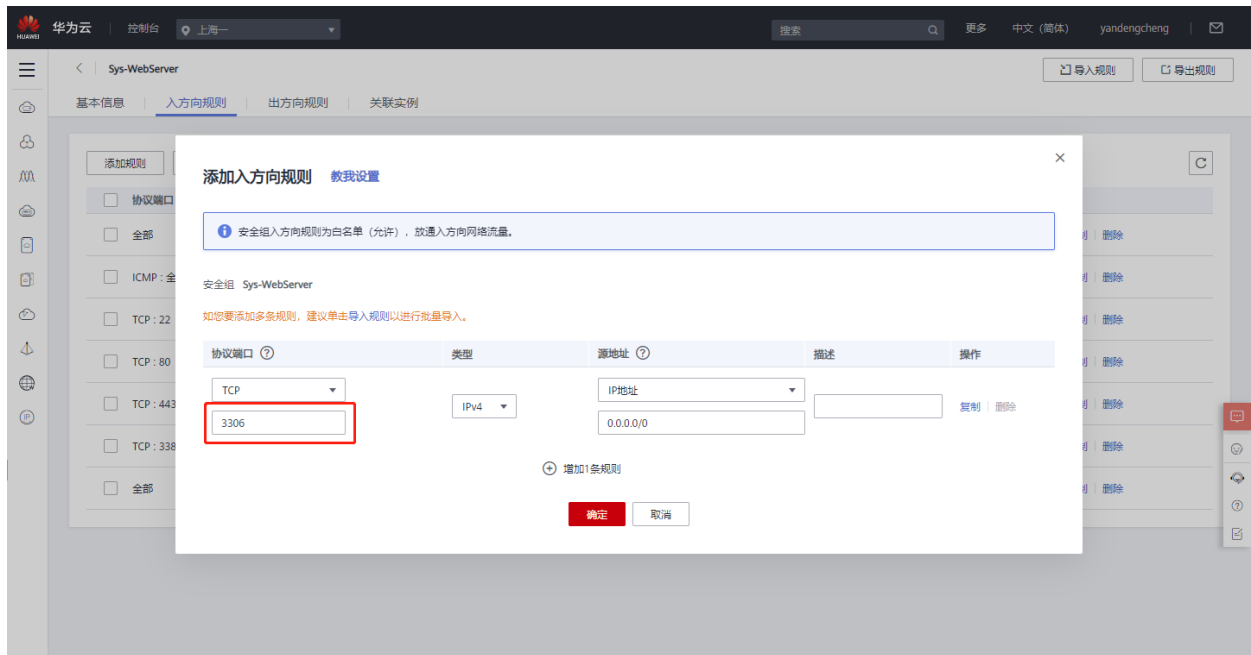 HUAWEI 华为云 控制台 上海一 搜索 更多 中文 (简体) yandengcheng
Sys-WebServer 导入规则 导出规则
基本信息 入方向规则 出方向规则 关联实例
添加规则
添加入方向规则 教我设置
协议端口
安全组入方向规则为白名单（允许），放通入方向网络流量。
全部 删除
ICMP : 全 删除
安全组 Sys-WebServer
如您要添加多条规则，建议单击导入规则以进行批量导入。
TCP : 22 删除
协议端口 类型 源地址 描述 操作
TCP : 80 删除
TCP IP地址
IPv4 复制 删除
TCP : 443 删除
3306 0.0.0.0/0
TCP : 338 删除
增加1条规则
全部 删除
确定 取消